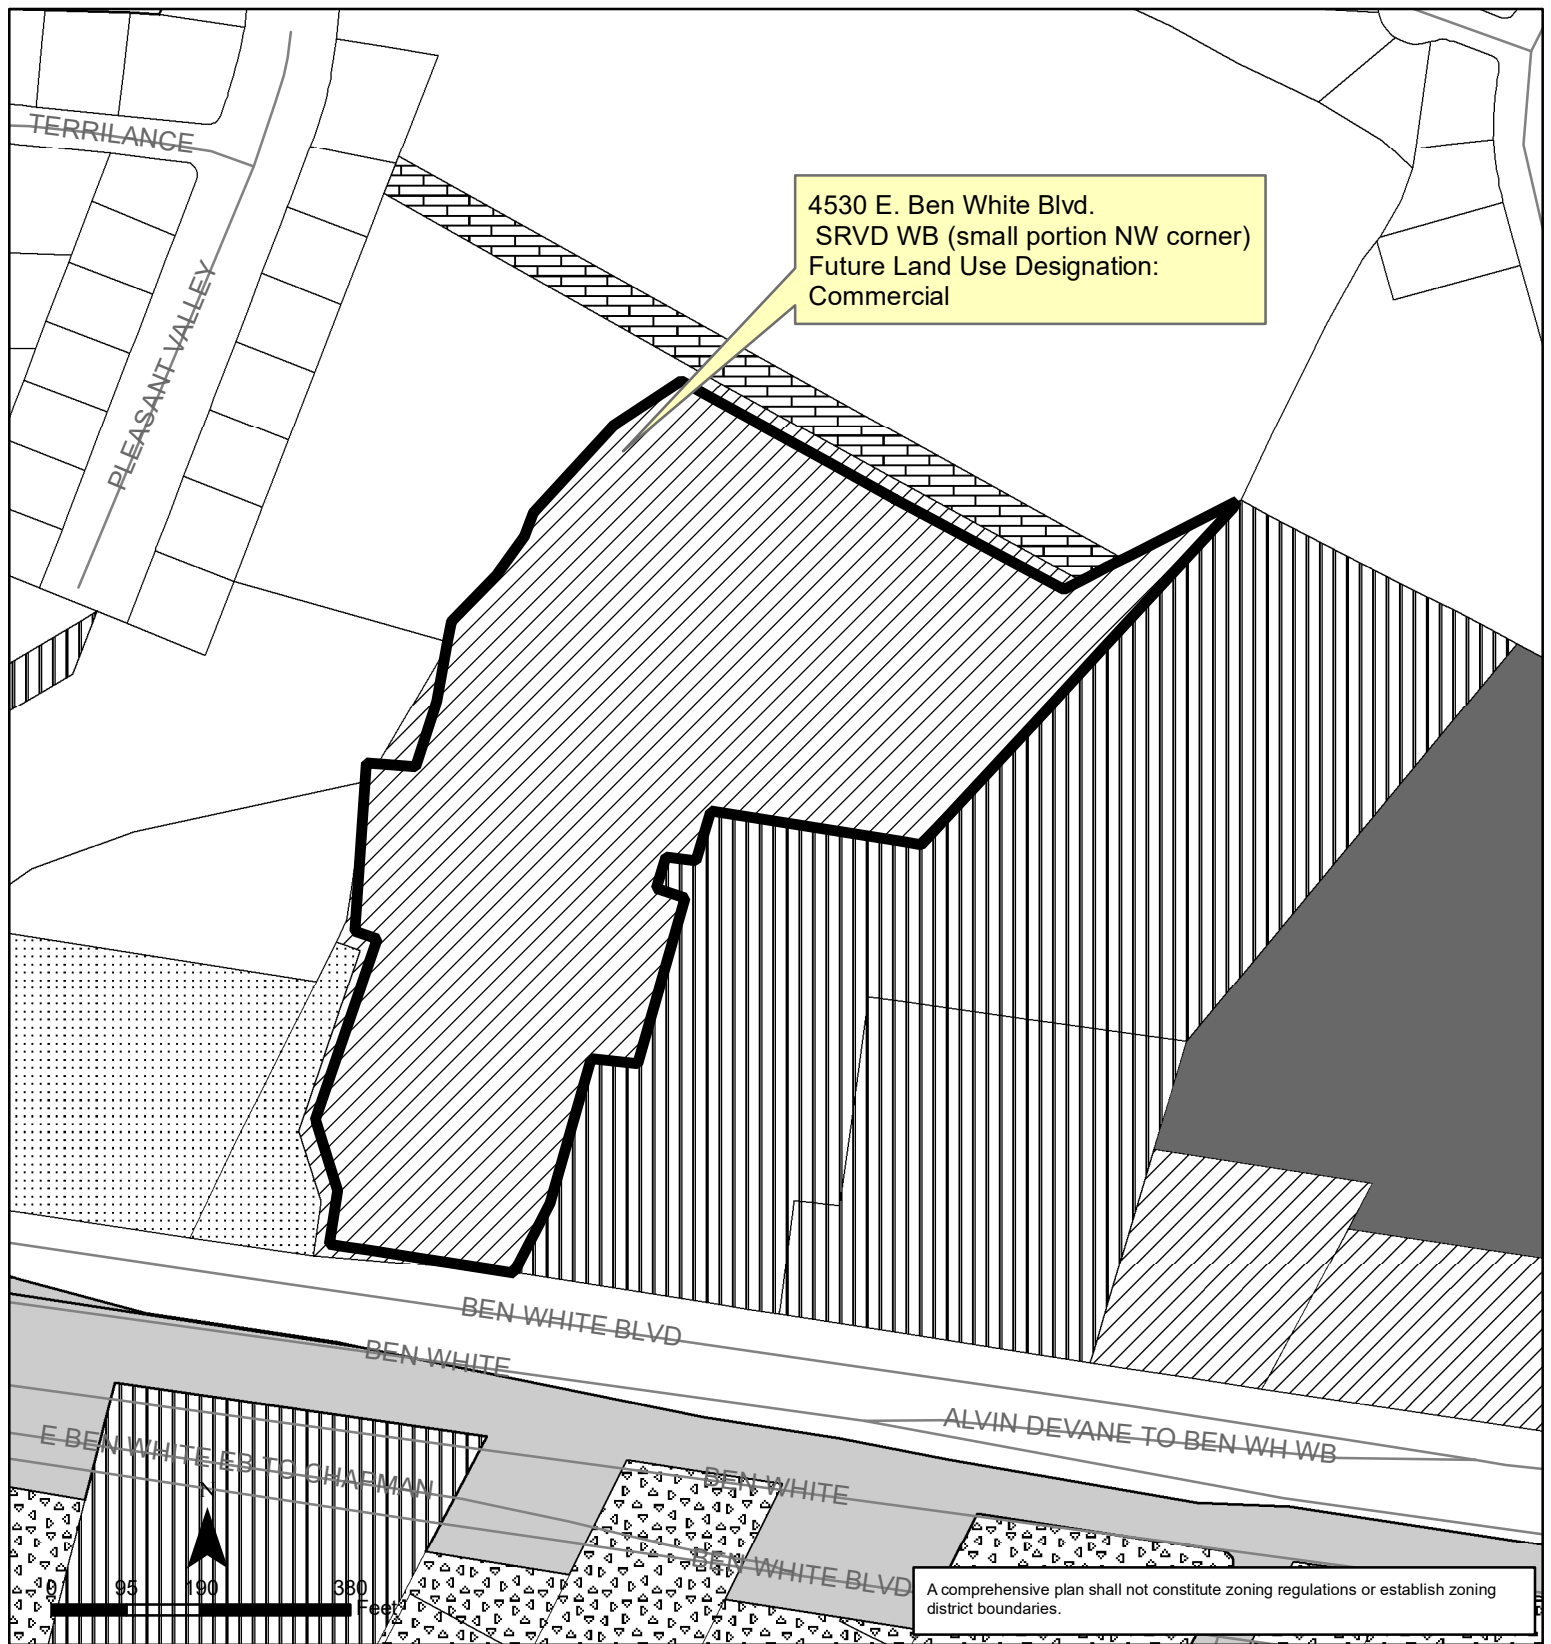 TERRILANCE
PLEASANT VALLEY
4530 E. Ben White Blvd.
SRVD WB (small portion NW corner)
Future Land Use Designation:
Commercial
BEN WHITE BLVD
BEN WHITE
ALVIN DEVANE TO BEN WH WB
E BEN WHITE EB TO CHAPMAN
BEN WHITE
BEN WHITE BLVD
N
0 95 190 380
Feet
A comprehensive plan shall not constitute zoning regulations or establish zoning
district boundaries.